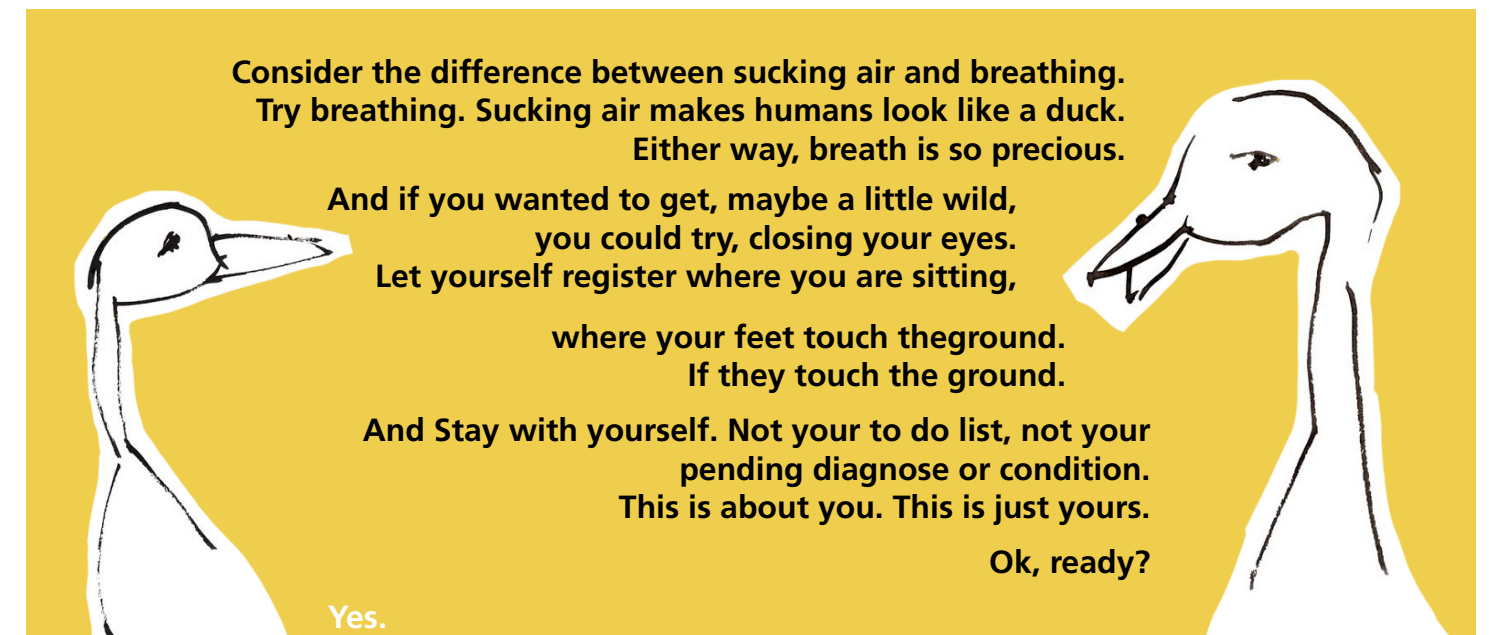 Consider the difference between sucking air and breathing.
Try breathing. Sucking air makes humans look like a duck.
Either way, breath is so precious.
And if you wanted to get, maybe a little wild,
you could try, closing your eyes.
Let yourself register where you are sitting,
where your feet touch theground.
If they touch the ground.
And Stay with yourself. Not your to do list, not your
pending diagnose or condition.
This is about you. This is just yours.
Ok, ready?
Yes.